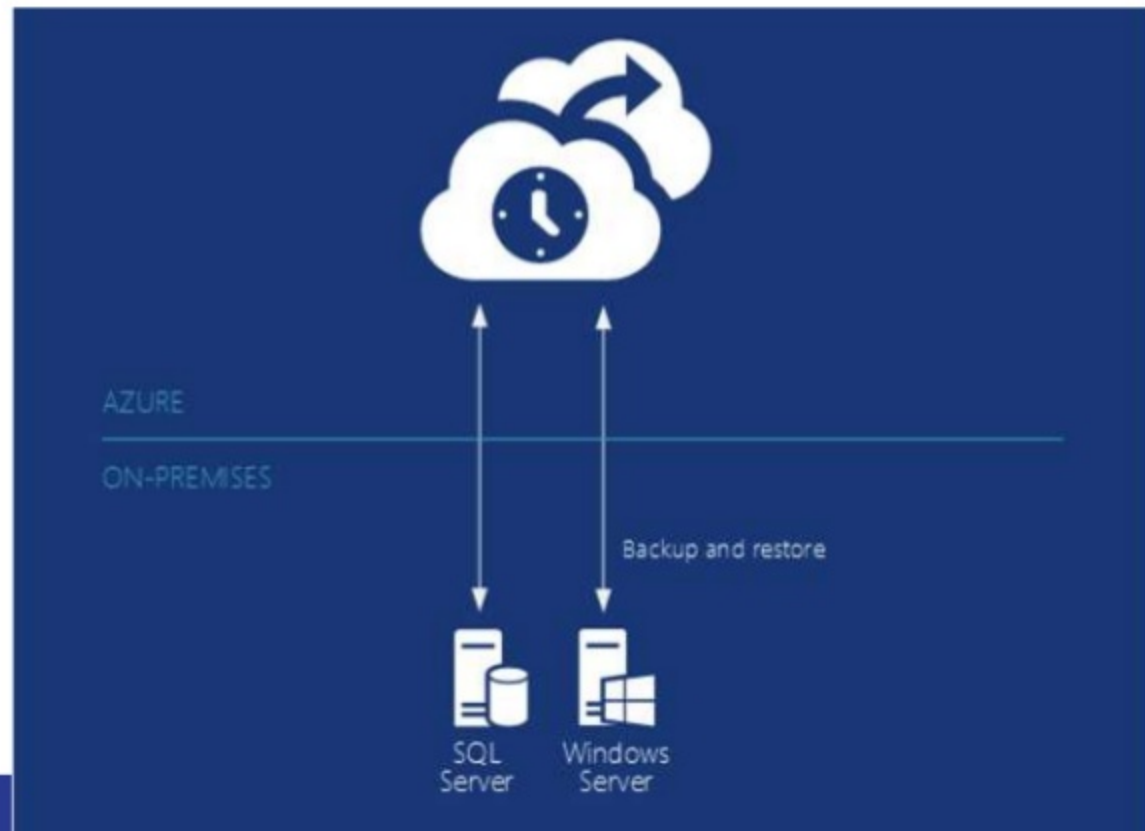 AZURE
ON-PREMISES
Backup and restore
SQL
Server
Windows
Server